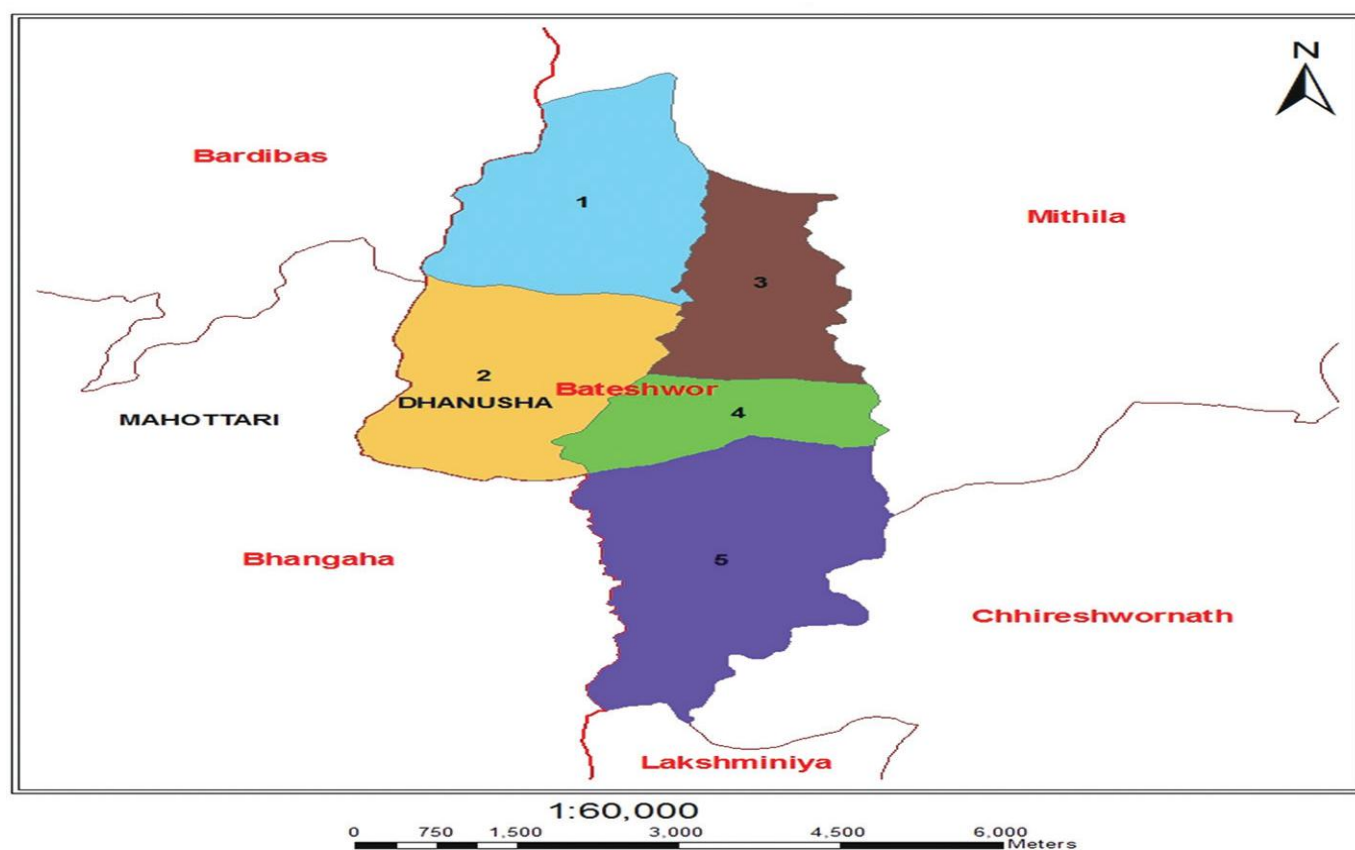 N
Bardibas
1
Mithila
3
2
Bateshwor
DHANUSHA
4
MAHOTTARI
Bhangaha
5
Chhireshwornath
Lakshminiya
1:60,000
0 750 1,500 3,000 4,500 6,000
Meters